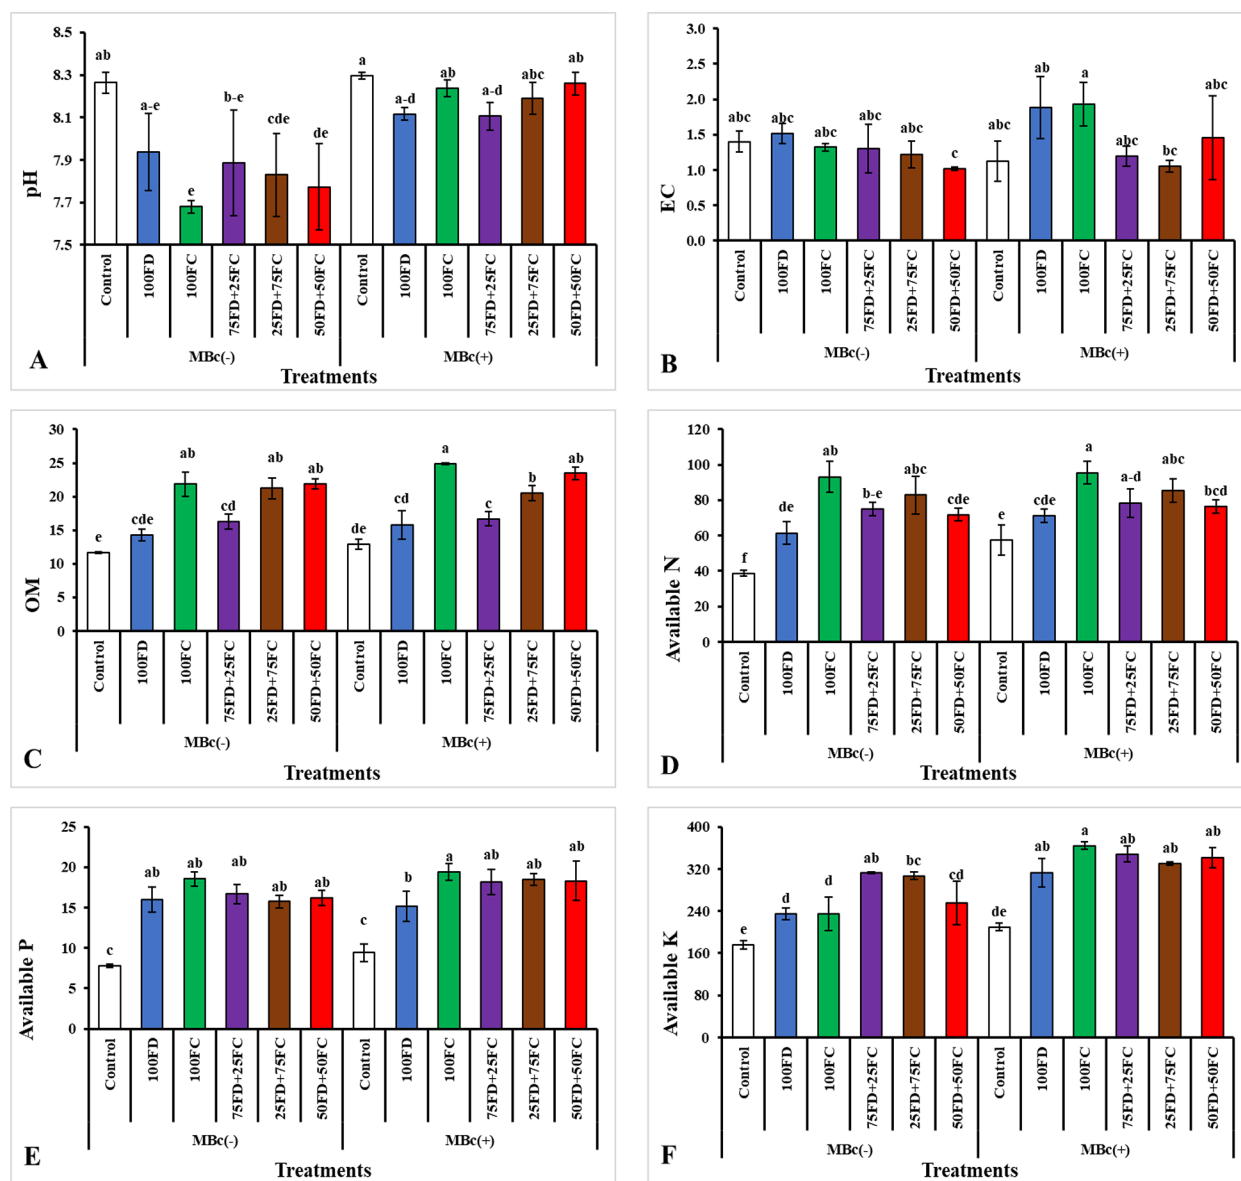 8.5
8.3
8.1
7.9
7.7
7.5
pH
ab
a-e
e
b-e
cde
de
a
a-d
ab
a-d
abc
ab
Control
100FD
100FC
75FD+25FC
25FD+75FC
50FD+50FC
Control
100FD
100FC
75FD+25FC
25FD+75FC
50FD+50FC
MBc(-)
MBc(+)
Treatments
A
3.0
2.5
2.0
1.5
1.0
0.5
0.0
EC
abc
abc
abc
abc
abc
c
abc
ab
a
abc
bc
abc
Control
100FD
100FC
75FD+25FC
25FD+75FC
50FD+50FC
Control
100FD
100FC
75FD+25FC
25FD+75FC
50FD+50FC
MBc(-)
MBc(+)
Treatments
B
30
25
20
15
10
5
0
OM
e
cde
ab
cd
ab
ab
de
cd
a
c
b
ab
Control
100FD
100FC
75FD+25FC
25FD+75FC
50FD+50FC
Control
100FD
100FC
75FD+25FC
25FD+75FC
50FD+50FC
MBc(-)
MBc(+)
Treatments
C
120
100
80
60
40
20
0
Available N
f
de
ab
b-e
abc
cde
e
cde
a
a-d
abc
bcd
Control
100FD
100FC
75FD+25FC
25FD+75FC
50FD+50FC
Control
100FD
100FC
75FD+25FC
25FD+75FC
50FD+50FC
MBc(-)
MBc(+)
Treatments
D
25
20
15
10
5
0
Available P
c
ab
ab
ab
ab
ab
c
b
a
ab
ab
ab
Control
100FD
100FC
75FD+25FC
25FD+75FC
50FD+50FC
Control
100FD
100FC
75FD+25FC
25FD+75FC
50FD+50FC
MBc(-)
MBc(+)
Treatments
E
400
320
240
160
80
0
Available K
e
d
d
ab
bc
cd
de
ab
a
ab
ab
ab
Control
100FD
100FC
75FD+25FC
25FD+75FC
50FD+50FC
Control
100FD
100FC
75FD+25FC
25FD+75FC
50FD+50FC
MBc(-)
MBc(+)
Treatments
F